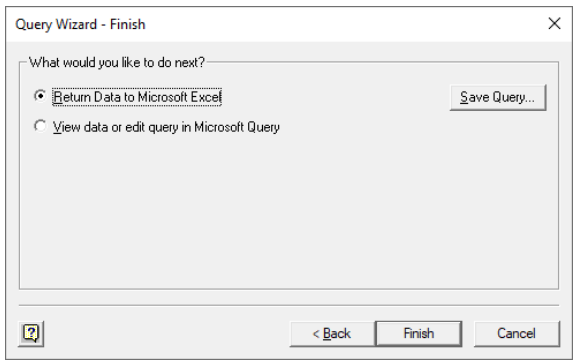 Query Wizard - Finish
What would you like to do next?
Return Data to Microsoft Excel
Save Query...
View data or edit query in Microsoft Query
?
< Back
Finish
Cancel